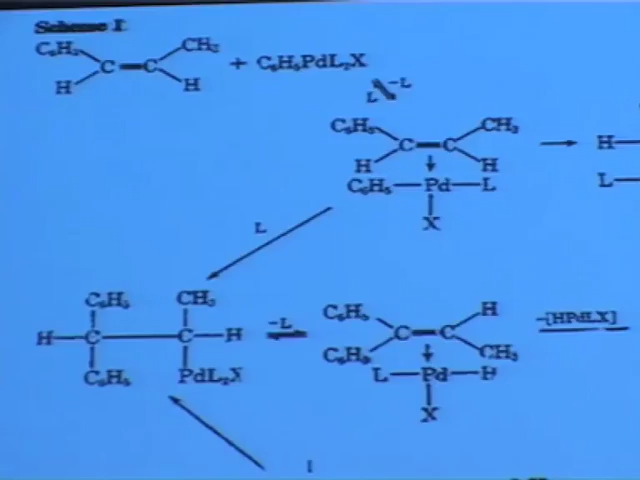 Scheme I
C₆H₅ CH₃
C=C + C₆H₅PdL₂X
H H
L -L
C₆H₅ CH₃
C=C H—
H H
C₆H₅—Pd—L L—
X
L
C₆H₅ CH₃ C₆H₅ H -[HPdLX]
H—C—C—H -L C=C
C₆H₅ PdL₂X C₆H₅ CH₃
L—Pd—H
X